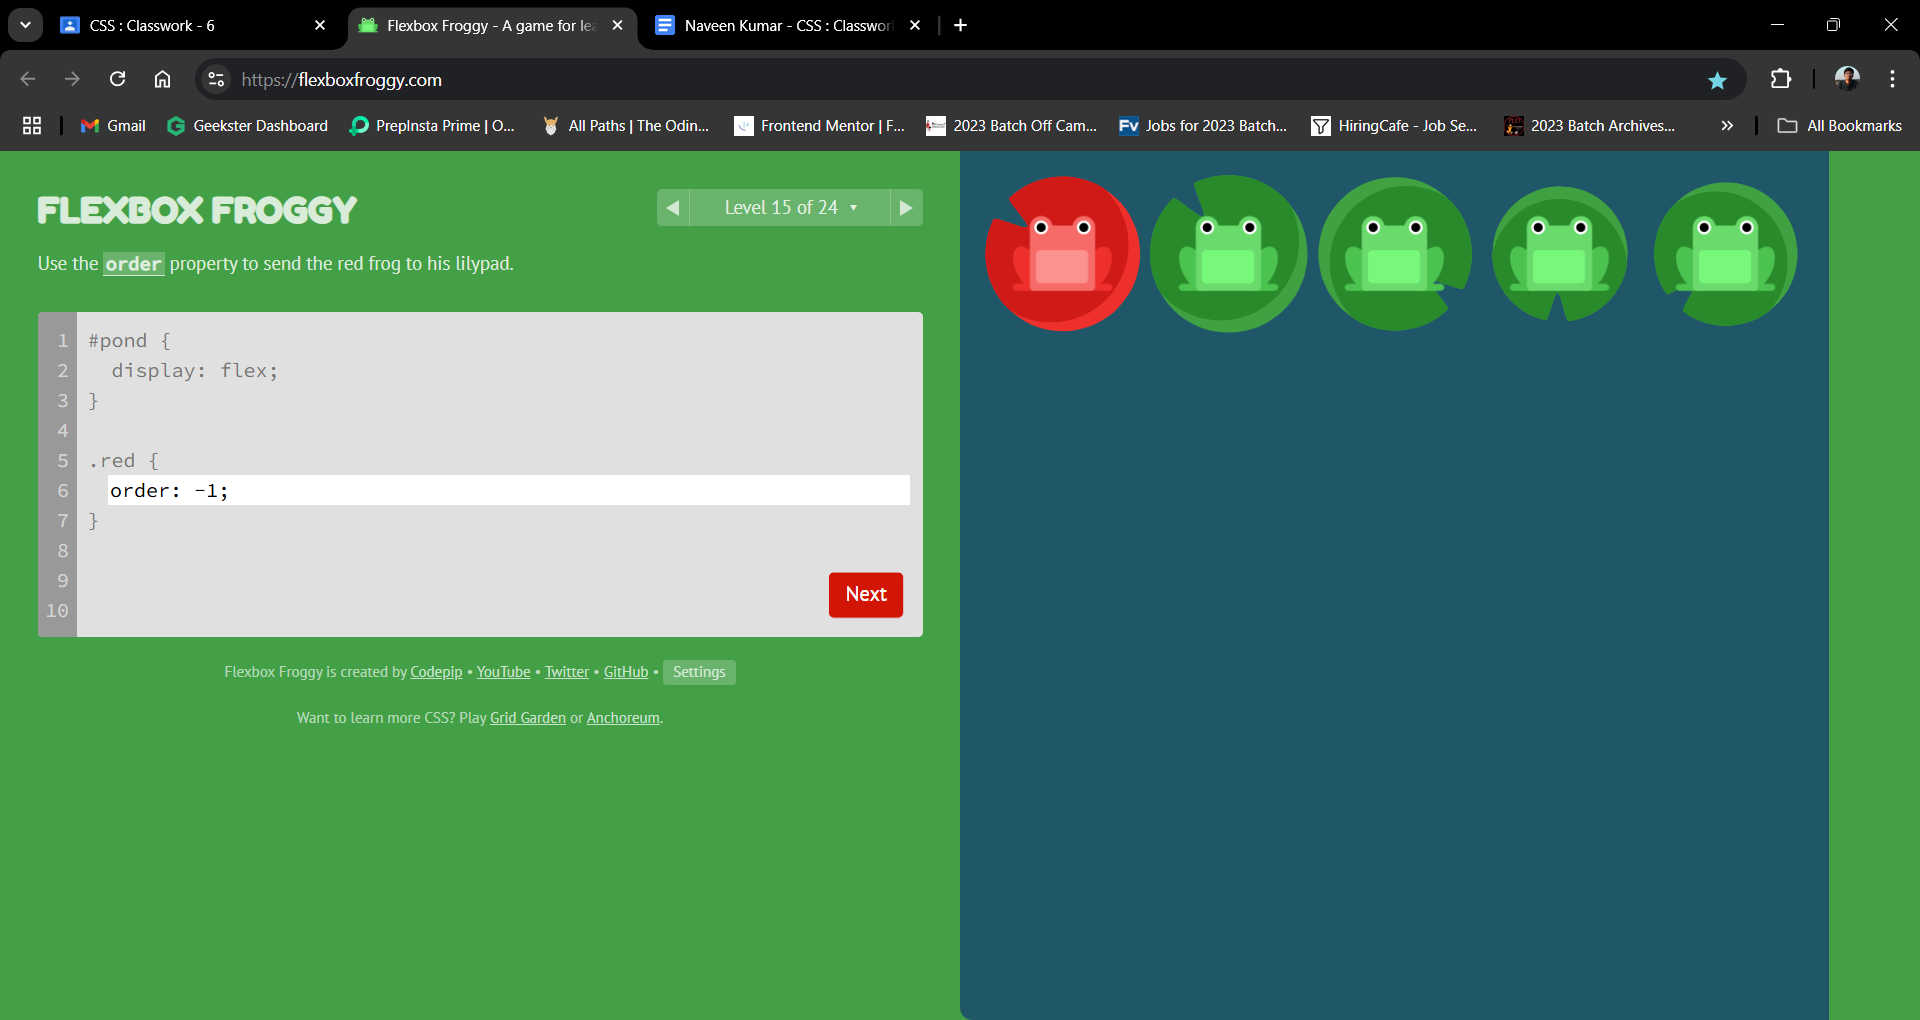 CSS : Classwork - 6
Flexbox Froggy - A game for lea
Naveen Kumar - CSS : Classwor
https://flexboxfroggy.com
Gmail
Geekster Dashboard
PrepInsta Prime | O...
All Paths | The Odin...
Frontend Mentor | F...
2023 Batch Off Cam...
Fv
Jobs for 2023 Batch...
HiringCafe - Job Se...
2023 Batch Archives...
All Bookmarks
FLEXBOX FROGGY
Level 15 of 24
Use the order property to send the red frog to his lilypad.
1 #pond {
2 display: flex;
3 }
4
5 .red {
6 order: -1;
7 }
8
9
10
Next
Flexbox Froggy is created by Codepip • YouTube • Twitter • GitHub • Settings
Want to learn more CSS? Play Grid Garden or Anchoreum.